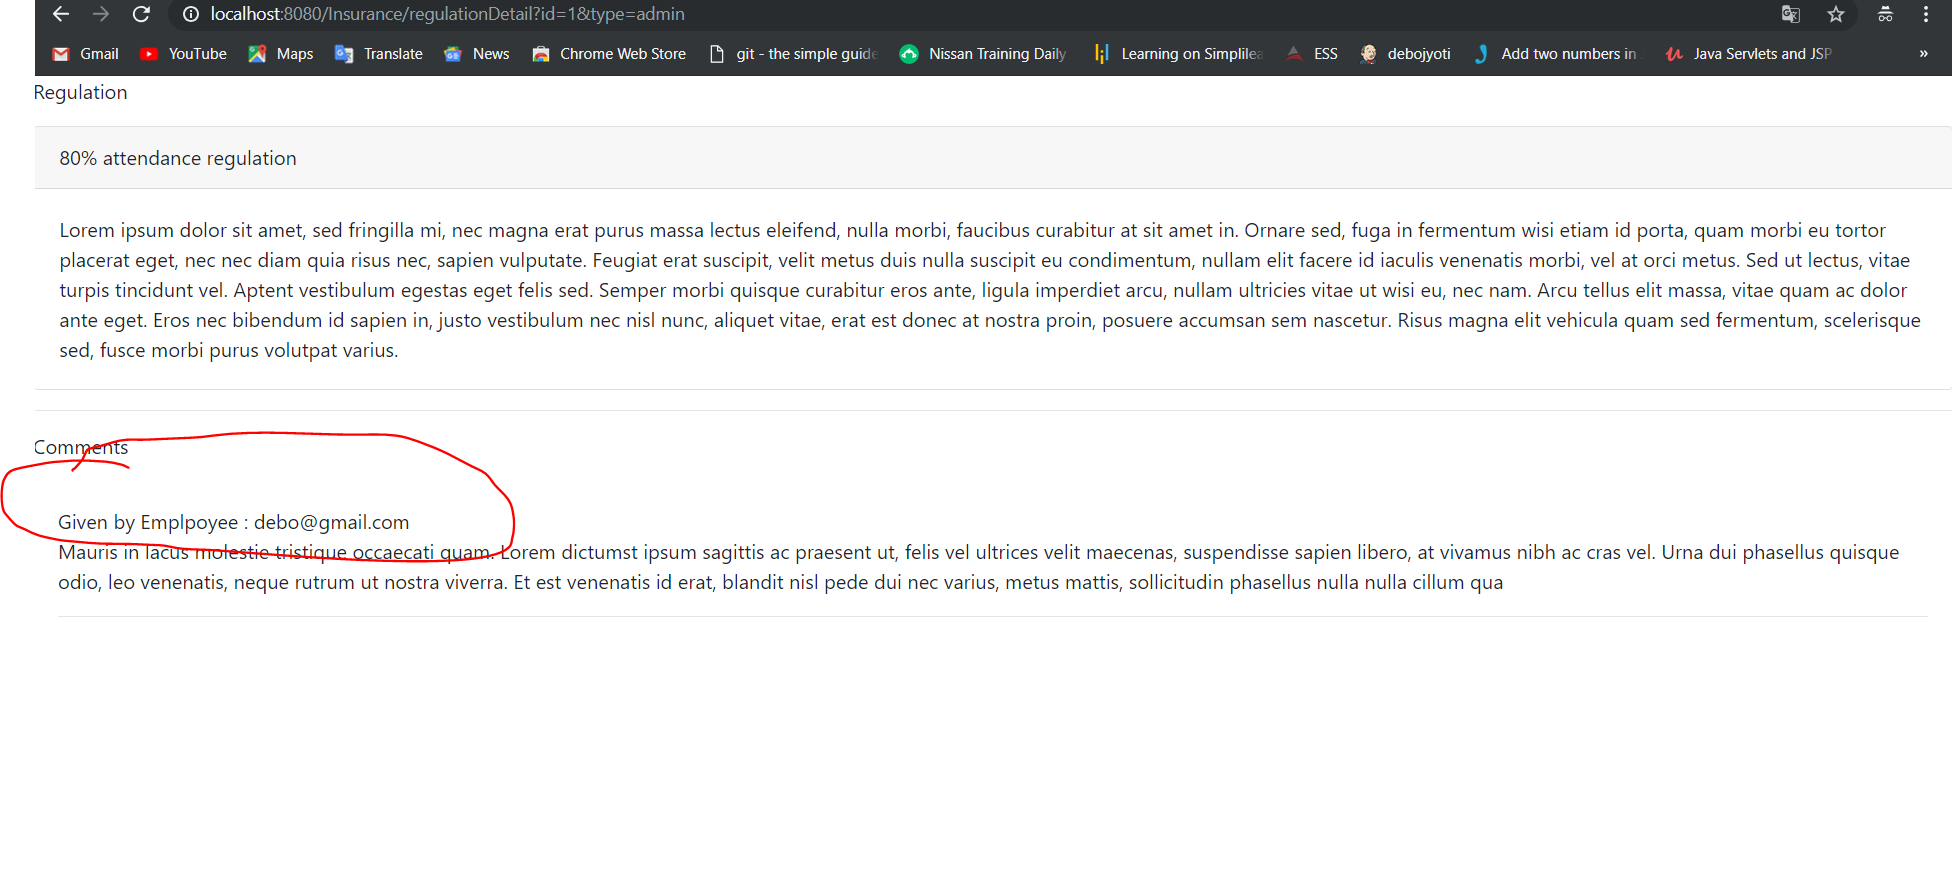 localhost:8080/Insurance/regulationDetail?id=1&type=admin
Gmail YouTube Maps Translate News Chrome Web Store git - the simple guide Nissan Training Daily Learning on Simplilea ESS debojyoti Add two numbers in Java Servlets and JSP »
Regulation
80% attendance regulation
Lorem ipsum dolor sit amet, sed fringilla mi, nec magna erat purus massa lectus eleifend, nulla morbi, faucibus curabitur at sit amet in. Ornare sed, fuga in fermentum wisi etiam id porta, quam morbi eu tortor
placerat eget, nec nec diam quia risus nec, sapien vulputate. Feugiat erat suscipit, velit metus duis nulla suscipit eu condimentum, nullam elit facere id iaculis venenatis morbi, vel at orci metus. Sed ut lectus, vitae
turpis tincidunt vel. Aptent vestibulum egestas eget felis sed. Semper morbi quisque curabitur eros ante, ligula imperdiet arcu, nullam ultricies vitae ut wisi eu, nec nam. Arcu tellus elit massa, vitae quam ac dolor
ante eget. Eros nec bibendum id sapien in, justo vestibulum nec nisl nunc, aliquet vitae, erat est donec at nostra proin, posuere accumsan sem nascetur. Risus magna elit vehicula quam sed fermentum, scelerisque
sed, fusce morbi purus volutpat varius.
Comments
Given by Emplpoyee : debo@gmail.com
Mauris in lacus molestie tristique occaecati quam. Lorem dictumst ipsum sagittis ac praesent ut, felis vel ultrices velit maecenas, suspendisse sapien libero, at vivamus nibh ac cras vel. Urna dui phasellus quisque
odio, leo venenatis, neque rutrum ut nostra viverra. Et est venenatis id erat, blandit nisl pede dui nec varius, metus mattis, sollicitudin phasellus nulla nulla cillum qua